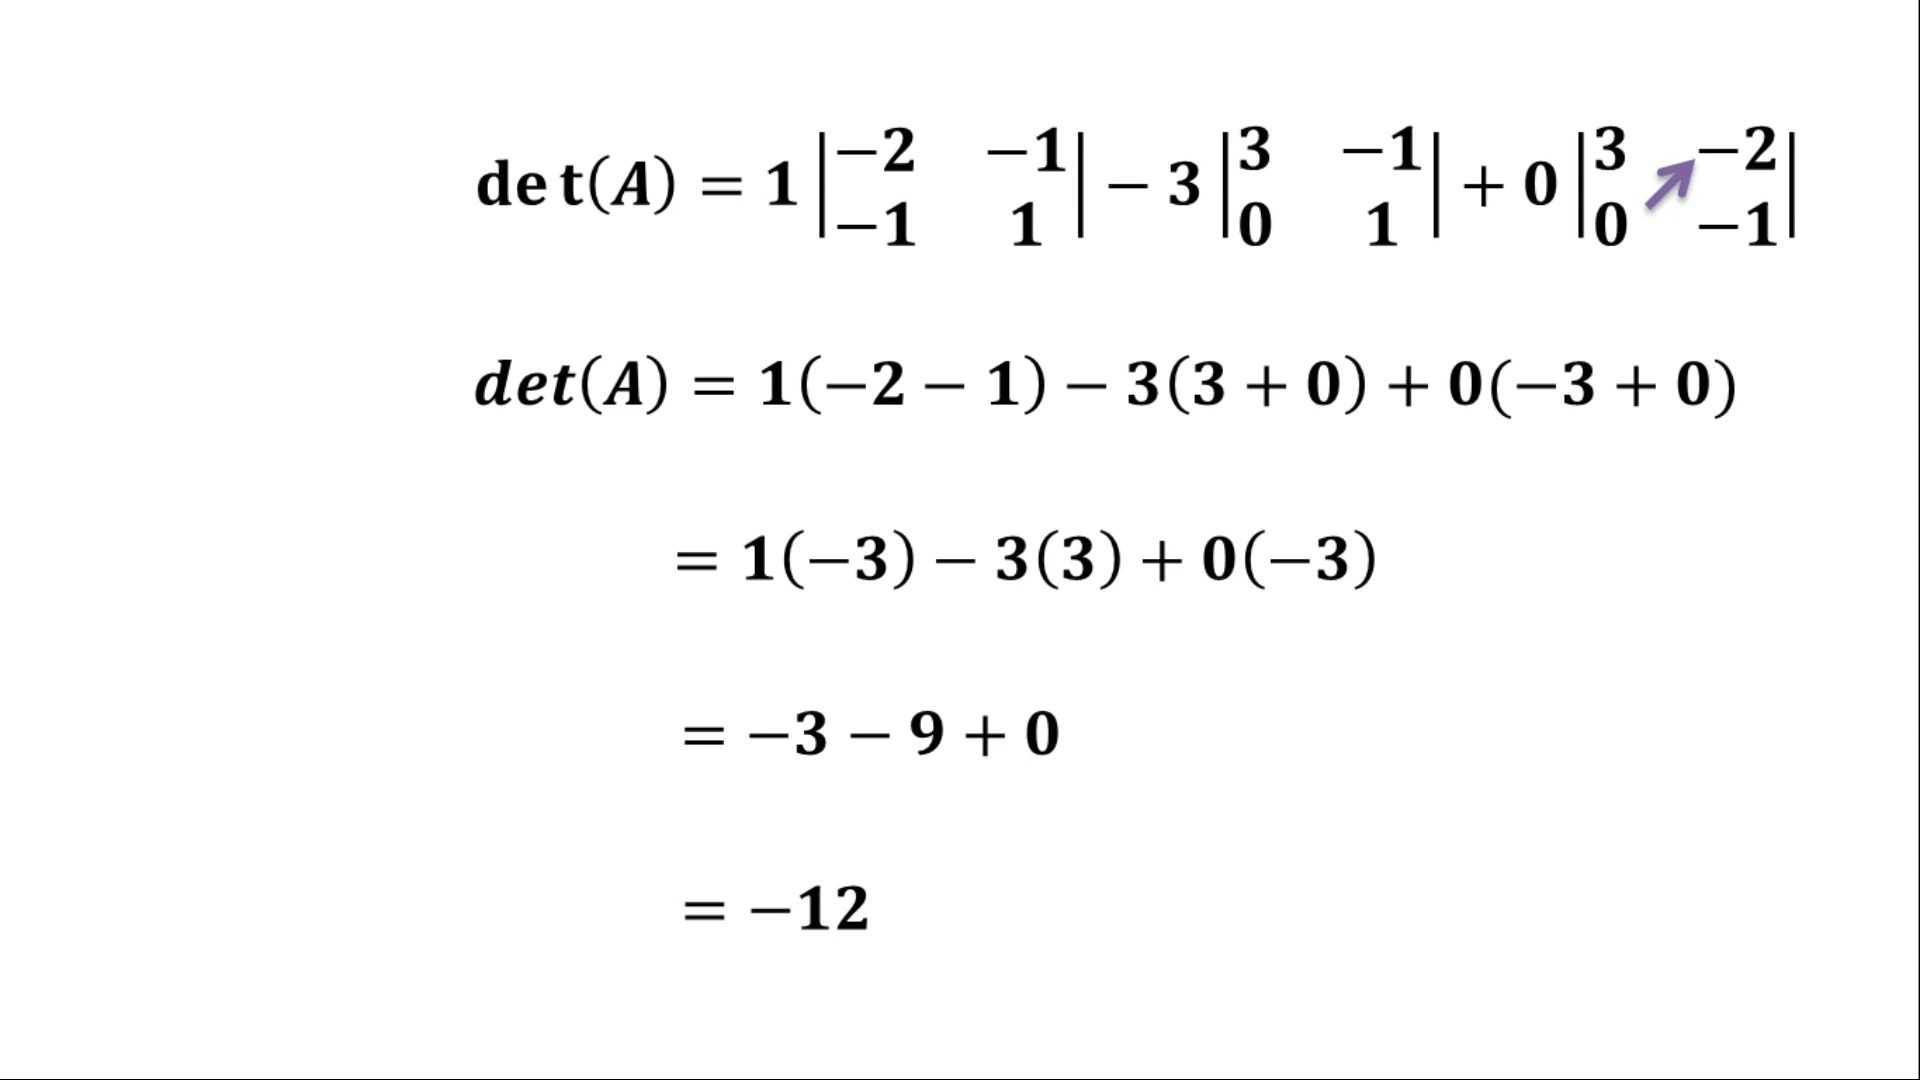 det(A) = 1 |−2 −1; −1 1| − 3 |3 −1; 0 1| + 0 |3 −2; 0 −1|
det(A) = 1(−2 − 1) − 3(3 + 0) + 0(−3 + 0)
= 1(−3) − 3(3) + 0(−3)
= −3 − 9 + 0
= −12